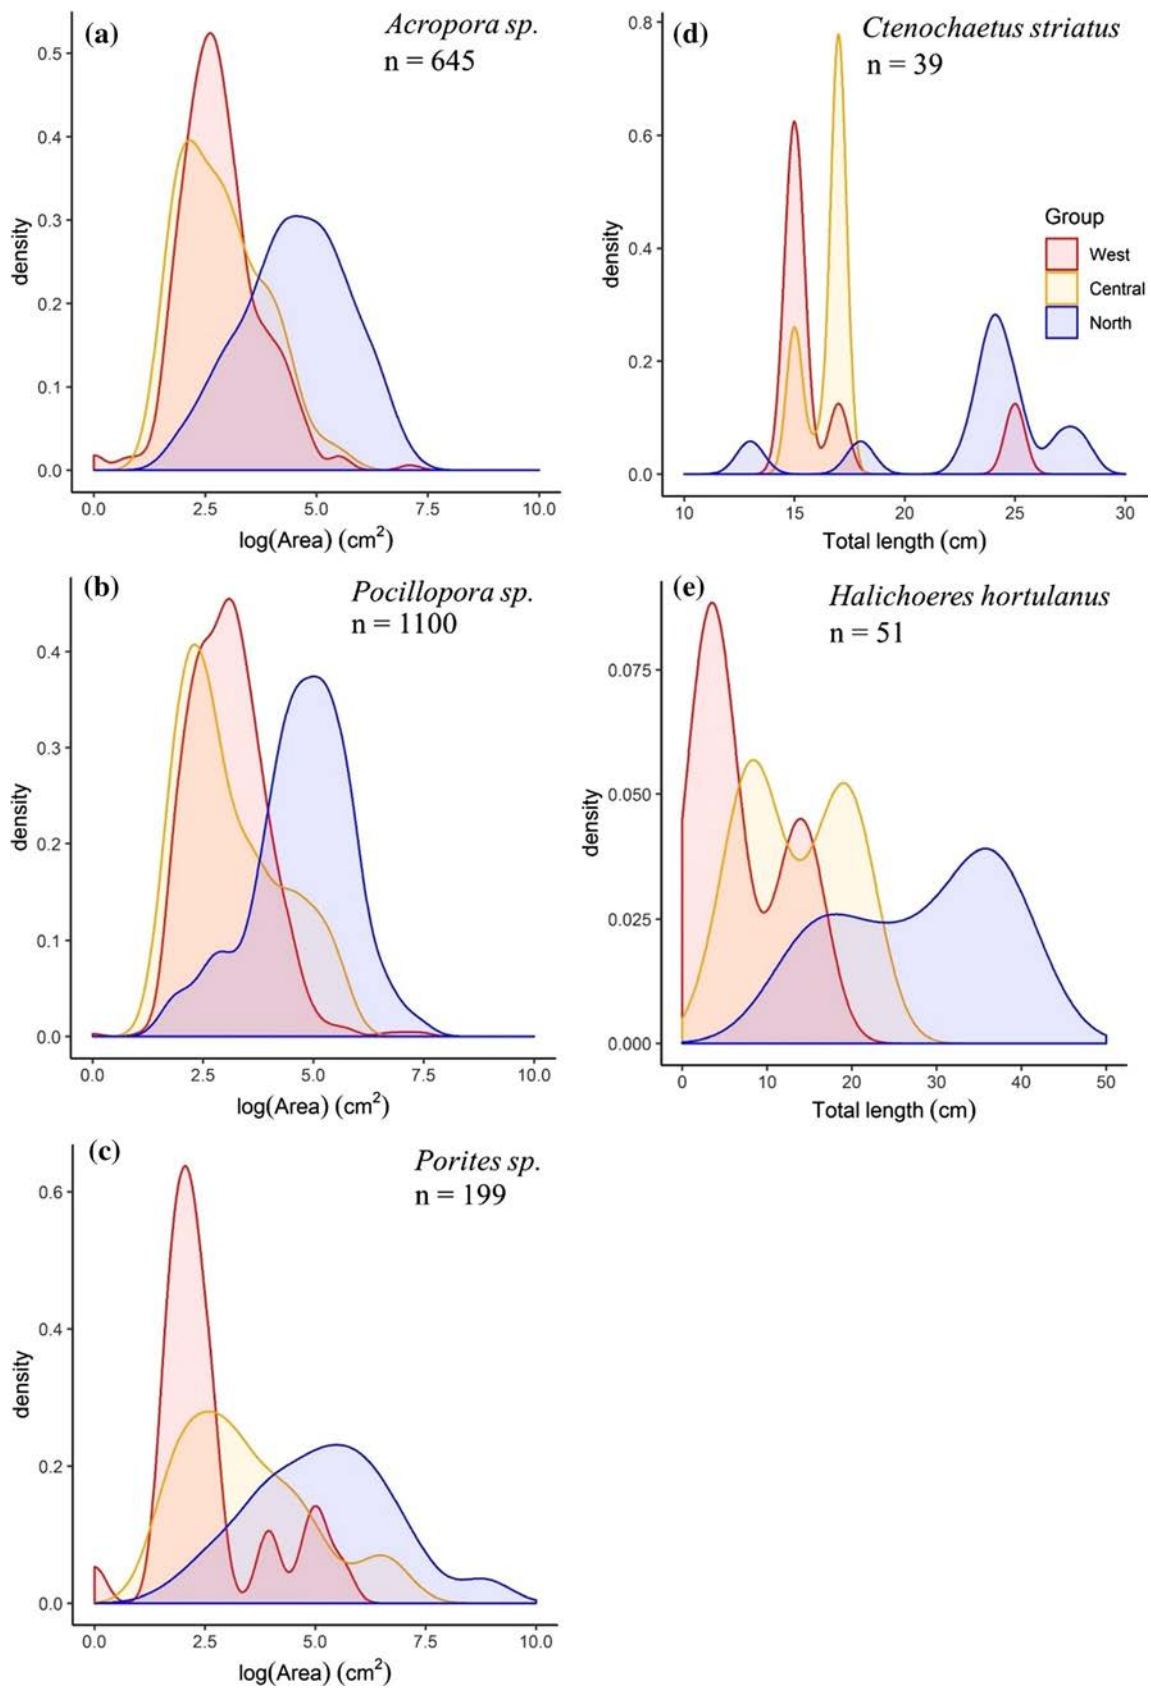 (a)
Acropora sp.
n = 645
0.5
0.4
0.3
0.2
0.1
0.0
density
0.0 2.5 5.0 7.5 10.0
log(Area) (cm²)
(b)
Pocillopora sp.
n = 1100
0.4
0.3
0.2
0.1
0.0
density
0.0 2.5 5.0 7.5 10.0
log(Area) (cm²)
(c)
Porites sp.
n = 199
0.6
0.4
0.2
0.0
density
0.0 2.5 5.0 7.5 10.0
log(Area) (cm²)
(d)
Ctenochaetus striatus
n = 39
0.8
0.6
0.4
0.2
0.0
density
Group
West
Central
North
10 15 20 25 30
Total length (cm)
(e)
Halichoeres hortulanus
n = 51
0.075
0.050
0.025
0.000
density
0 10 20 30 40 50
Total length (cm)